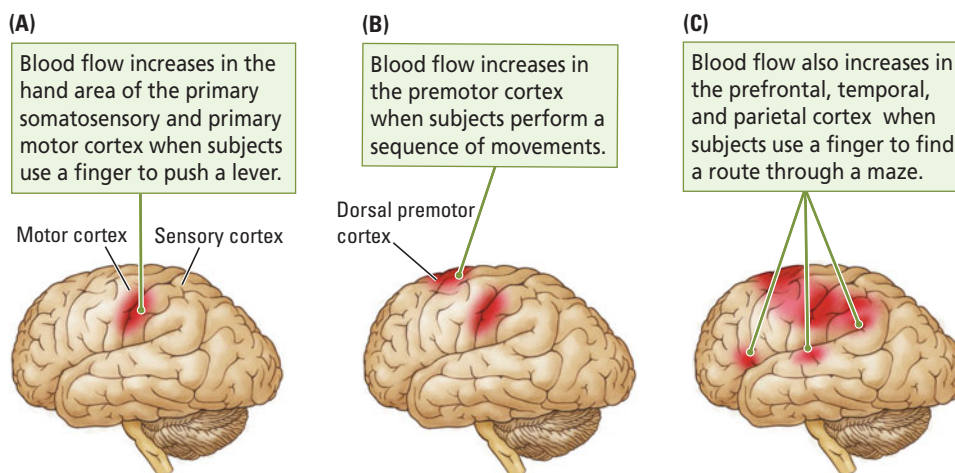 (A)
Blood flow increases in the
hand area of the primary
somatosensory and primary
motor cortex when subjects
use a finger to push a lever.
Motor cortex
Sensory cortex
(B)
Blood flow increases in
the premotor cortex
when subjects perform a
sequence of movements.
Dorsal premotor
cortex
(C)
Blood flow also increases in
the prefrontal, temporal,
and parietal cortex when
subjects use a finger to find
a route through a maze.